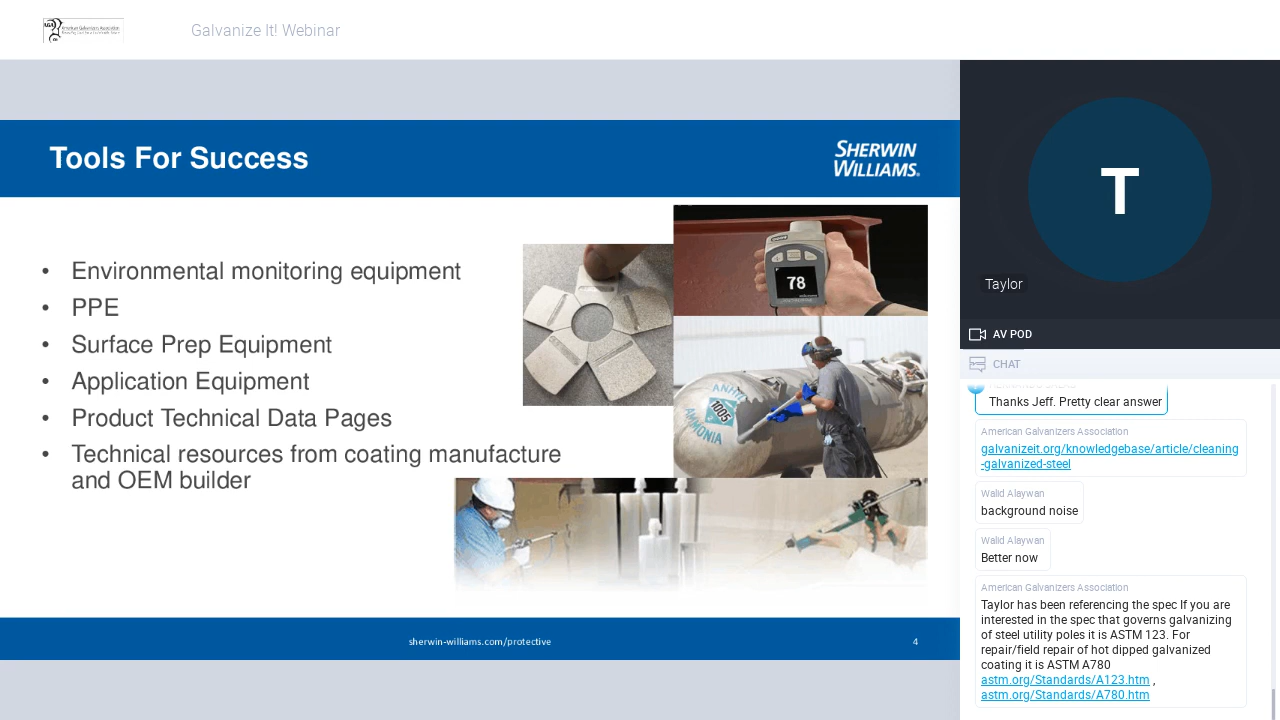 AGA
American Galvanizers Association
Galvanize It! Webinar
Tools For Success
SHERWIN
WILLIAMS.
• Environmental monitoring equipment
• PPE
• Surface Prep Equipment
• Application Equipment
• Product Technical Data Pages
• Technical resources from coating manufacture
and OEM builder
78
1005
AMMONIA
sherwin-williams.com/protective
4
T
Taylor
AV POD
CHAT
Thanks Jeff. Pretty clear answer
American Galvanizers Association
galvanizeit.org/knowledgebase/article/cleaning
-galvanized-steel
Walid Alaywan
background noise
Walid Alaywan
Better now
American Galvanizers Association
Taylor has been referencing the spec If you are
interested in the spec that governs galvanizing
of steel utility poles it is ASTM 123. For
repair/field repair of hot dipped galvanized
coating it is ASTM A780
astm.org/Standards/A123.htm ,
astm.org/Standards/A780.htm